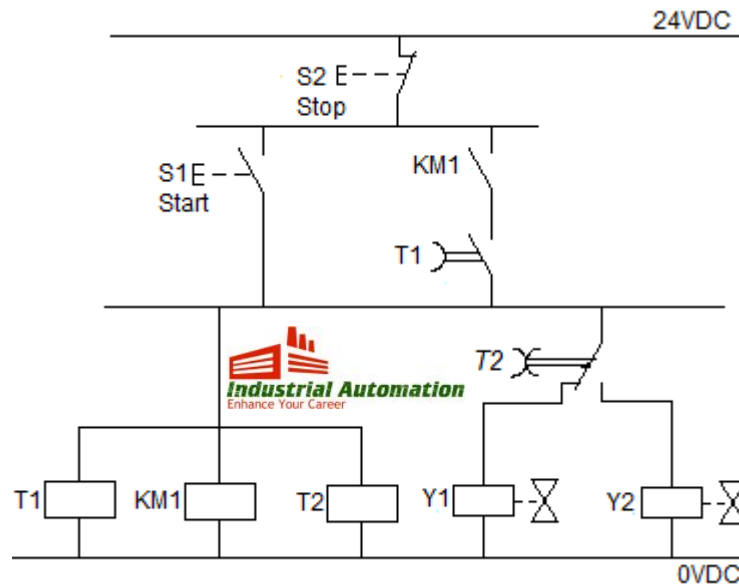 24VDC
S2
Stop
S1
Start
KM1
T1
T2
Industrial Automation
Enhance Your Career
T1
KM1
T2
Y1
Y2
0VDC